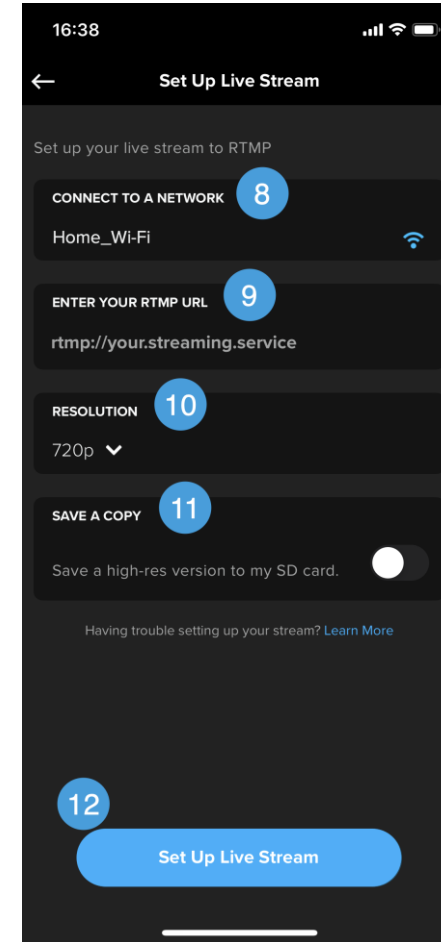 16:38
Set Up Live Stream
Set up your live stream to RTMP
CONNECT TO A NETWORK 8
Home_Wi-Fi
ENTER YOUR RTMP URL 9
rtmp://your.streaming.service
RESOLUTION 10
720p
SAVE A COPY 11
Save a high-res version to my SD card.
Having trouble setting up your stream? Learn More
12
Set Up Live Stream